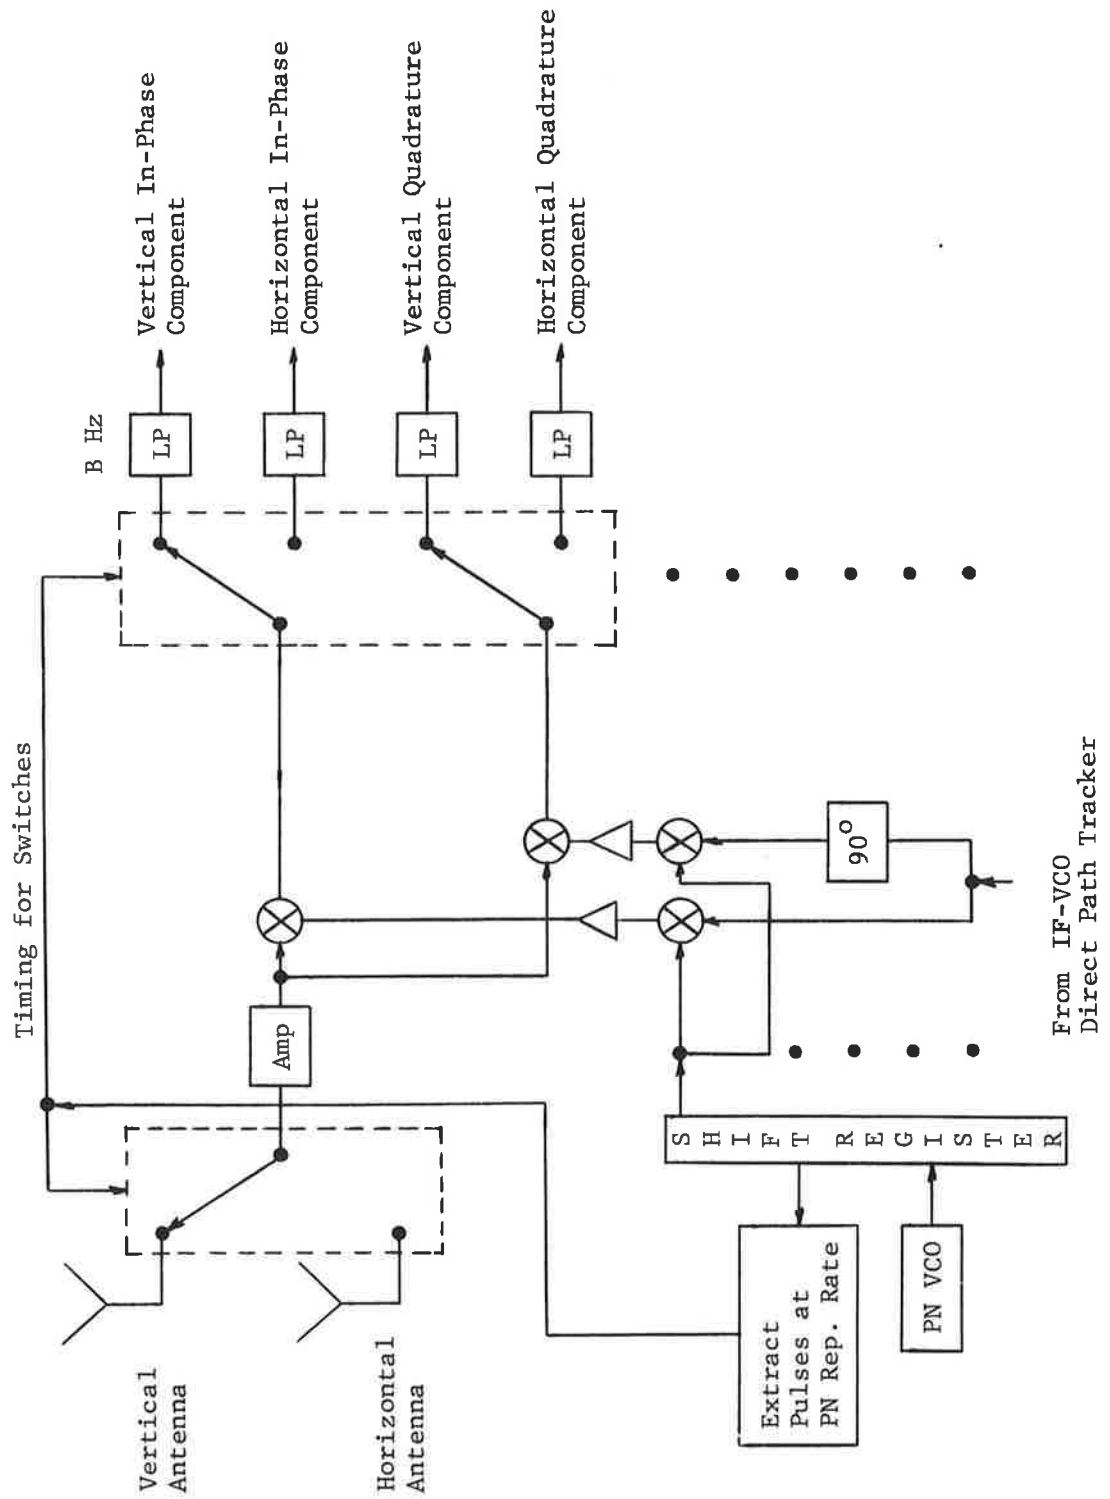 Timing for Switches
B Hz
Vertical
Antenna
Horizontal
Antenna
Amp
LP
LP
LP
LP
Vertical In-Phase
Component
Horizontal In-Phase
Component
Vertical Quadrature
Component
Horizontal Quadrature
Component
90°
SHIFT REGISTER
Extract
Pulses at
PN Rep. Rate
PN VCO
From IF-VCO
Direct Path Tracker